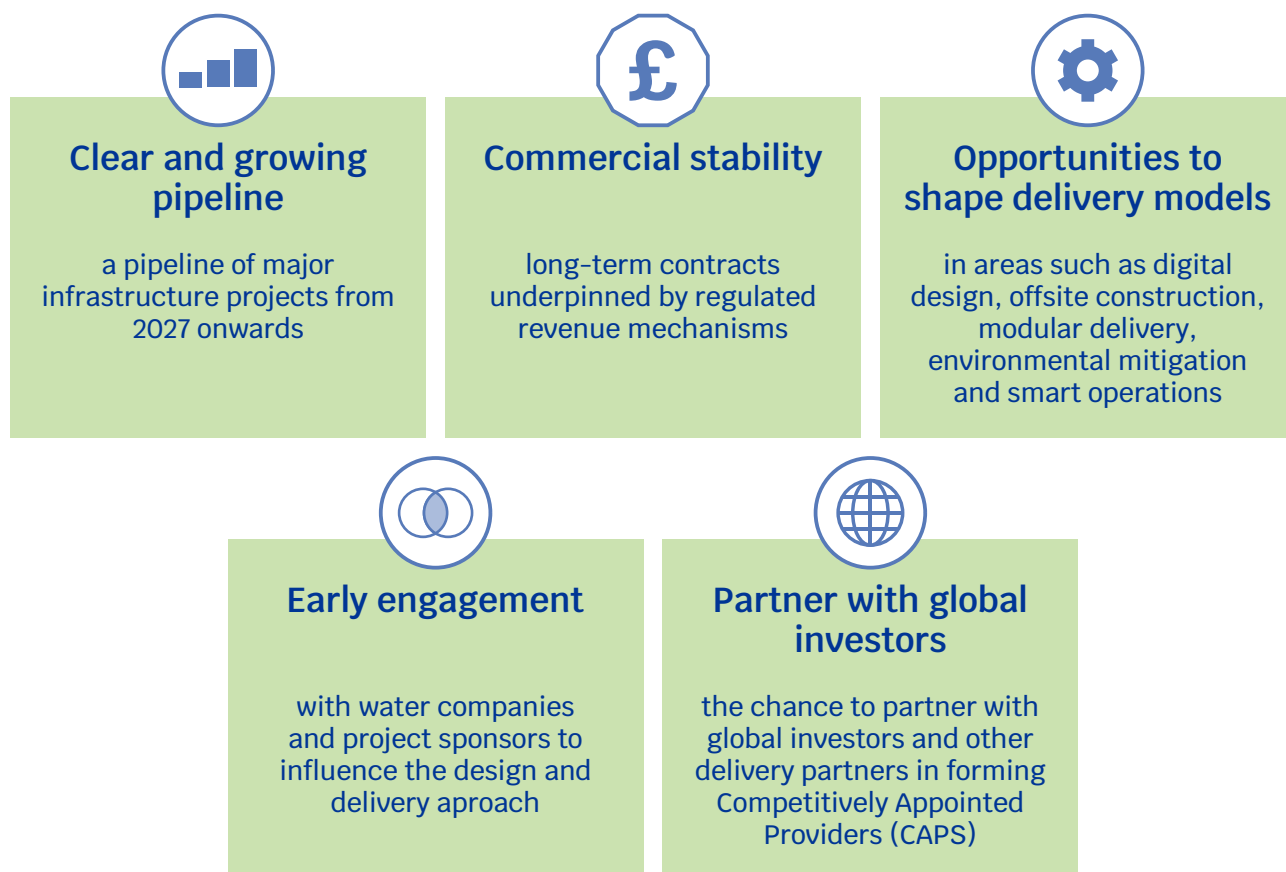 £
Clear and growing
pipeline
a pipeline of major
infrastructure projects from
2027 onwards
Commercial stability
long-term contracts
underpinned by regulated
revenue mechanisms
Opportunities to
shape delivery models
in areas such as digital
design, offsite construction,
modular delivery,
environmental mitigation
and smart operations
Early engagement
with water companies
and project sponsors to
influence the design and
delivery aproach
Partner with global
investors
the chance to partner with
global investors and other
delivery partners in forming
Competitively Appointed
Providers (CAPS)